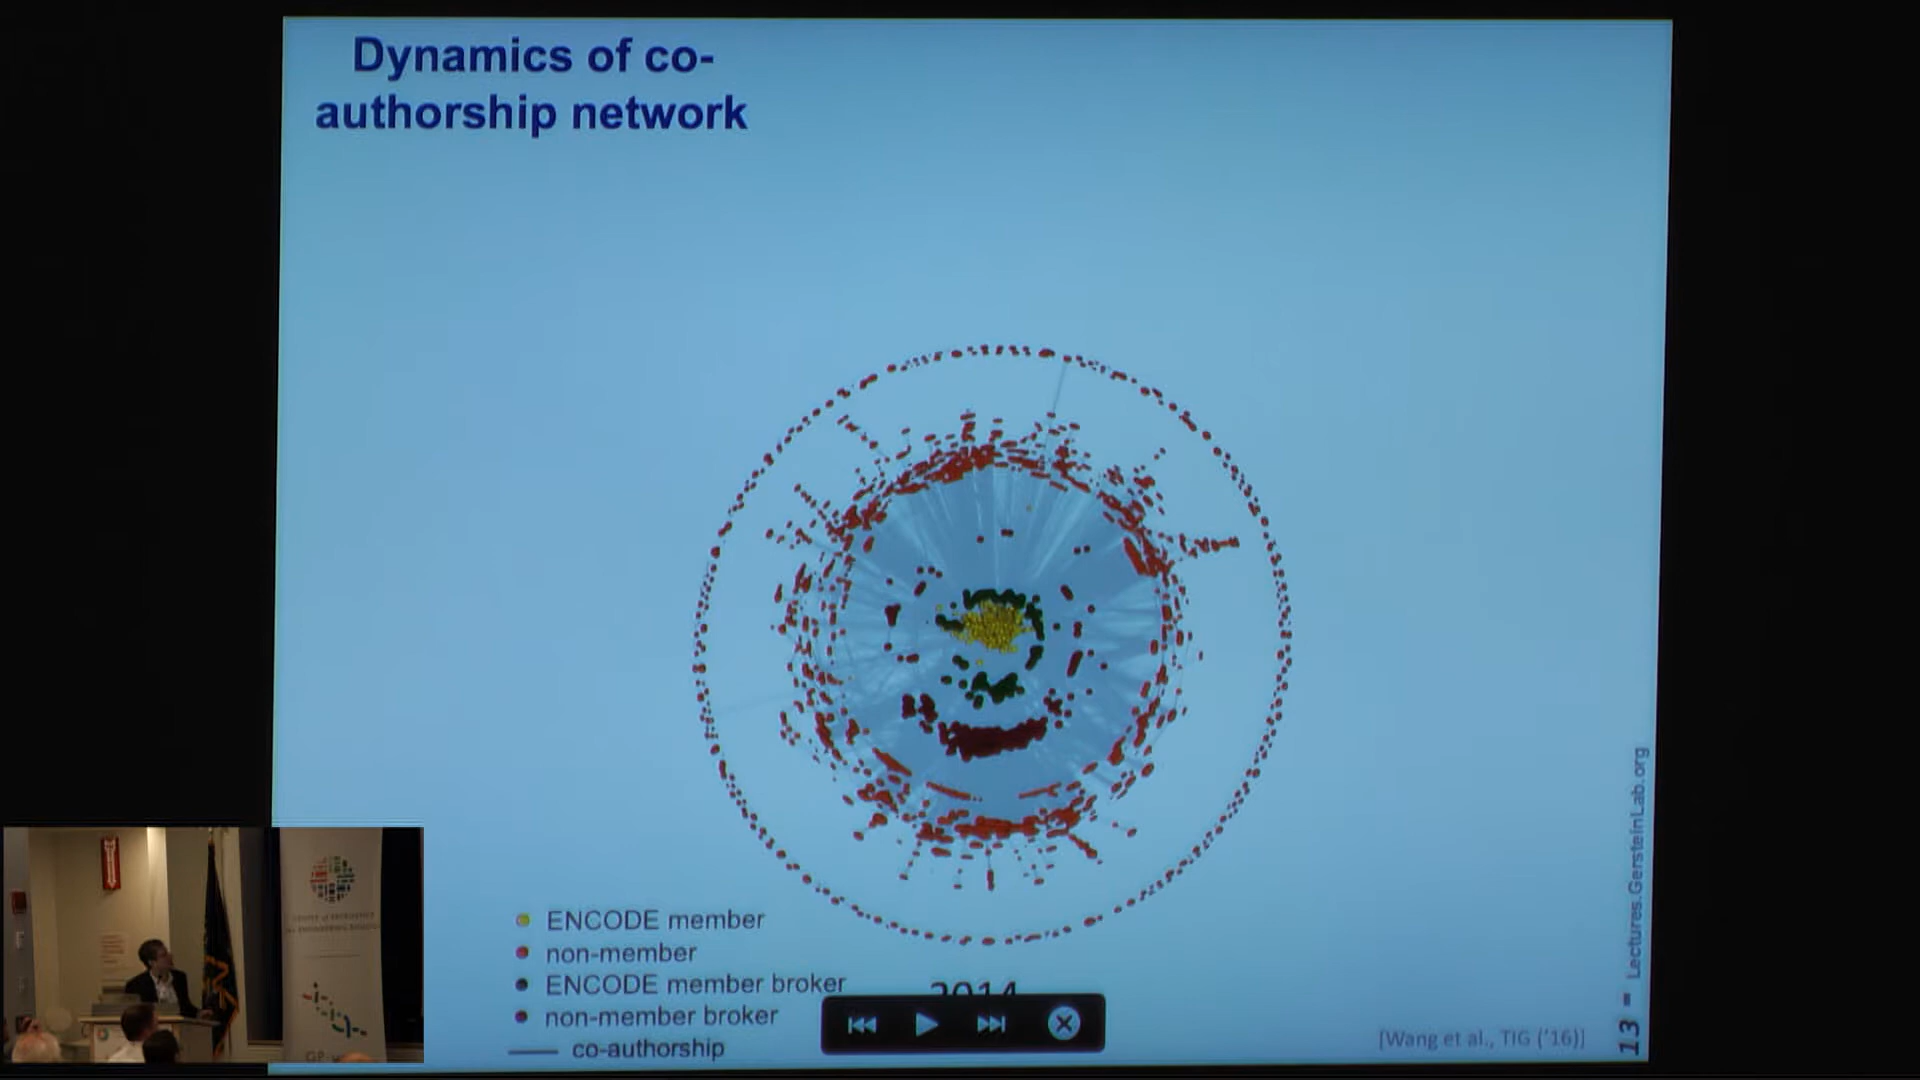 Dynamics of co-
authorship network
ENCODE member
non-member
ENCODE member broker
non-member broker
co-authorship
2014
[Wang et al., TIG ('16)]
13 = Lectures.GersteinLab.org